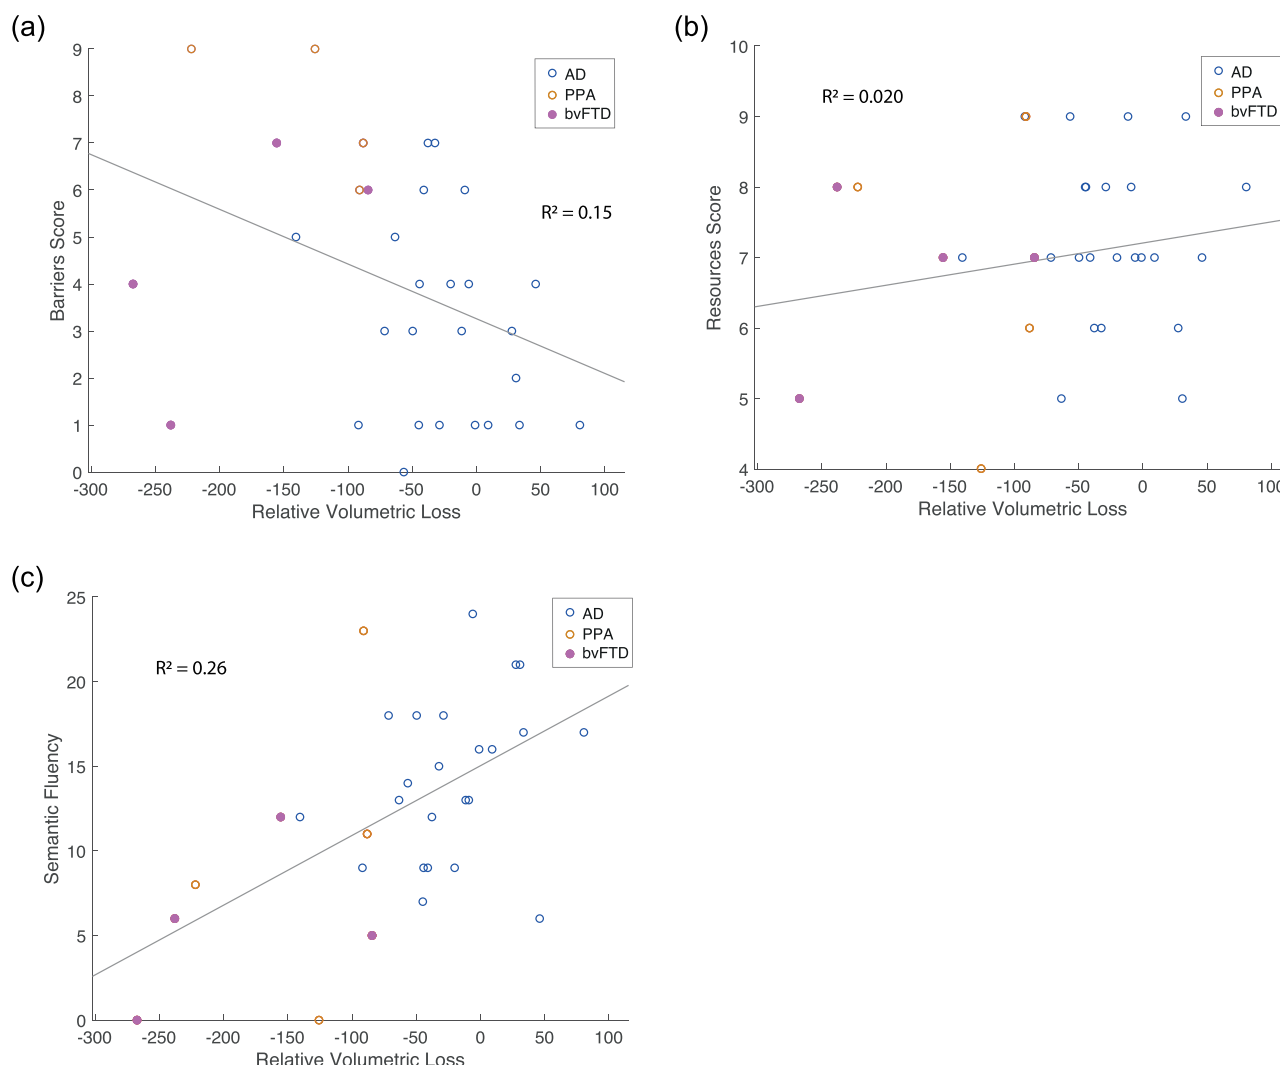 (a)
9
8
7
6
5
4
3
2
1
0
Barriers Score
AD
PPA
bvFTD
R² = 0.15
-300 -250 -200 -150 -100 -50 0 50 100
Relative Volumetric Loss
(b)
10
9
8
7
6
5
4
Resources Score
R² = 0.020
AD
PPA
bvFTD
-300 -250 -200 -150 -100 -50 0 50 100
Relative Volumetric Loss
(c)
25
20
15
10
5
0
Semantic Fluency
R² = 0.26
AD
PPA
bvFTD
-300 -250 -200 -150 -100 -50 0 50 100
Relative Volumetric Loss